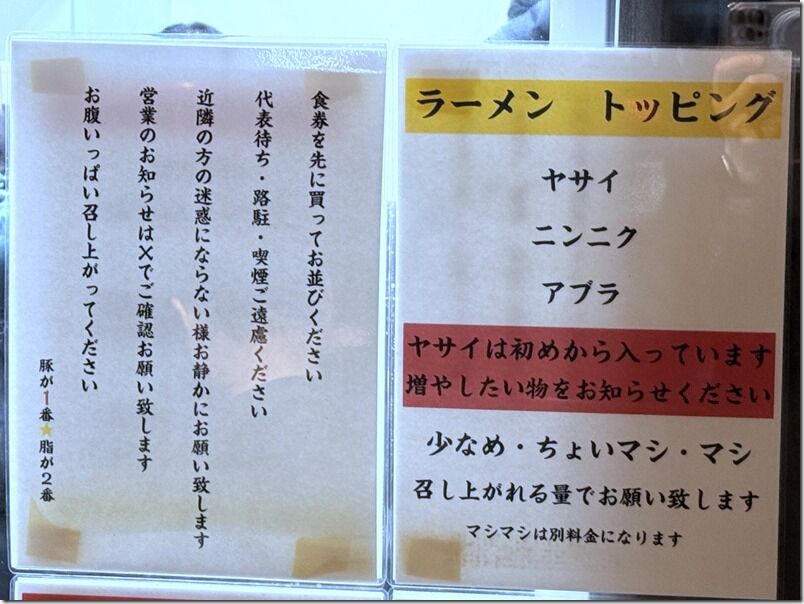 食券を先に買ってお並びください
代表待ち・路駐・喫煙ご遠慮ください
近隣の方の迷惑にならない様お静かにお願い致します
営業のお知らせはXでご確認お願い致します
お腹いっぱい召し上がってください
豚が1番★脂が2番
ラーメン トッピング
ヤサイ
ニンニク
アブラ
ヤサイは初めから入っています
増やしたい物をお知らせください
少なめ・ちょいマシ・マシ
召し上がれる量でお願い致します
マシマシは別料金になります